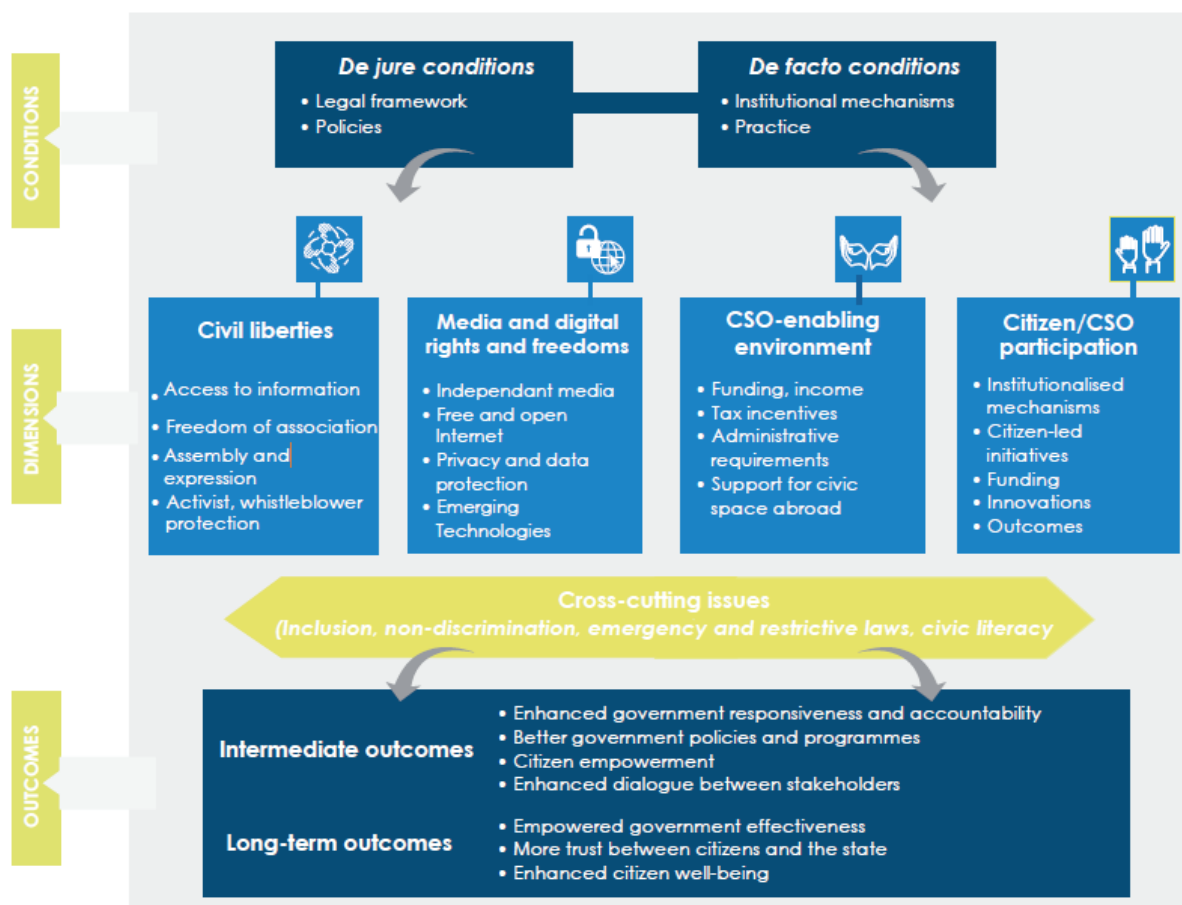 CONDITIONS
De jure conditions
• Legal framework
• Policies
De facto conditions
• Institutional mechanisms
• Practice
DIMENSIONS
Civil liberties
• Access to information
• Freedom of association
• Assembly and
expression
• Activist, whistleblower
protection
Media and digital
rights and freedoms
• Independant media
• Free and open
Internet
• Privacy and data
protection
• Emerging
Technologies
CSO-enabling
environment
• Funding, income
• Tax incentives
• Administrative
requirements
• Support for civic
space abroad
Citizen/CSO
participation
• Institutionalised
mechanisms
• Citizen-led
initiatives
• Funding
• Innovations
• Outcomes
Cross-cutting issues
(Inclusion, non-discrimination, emergency and restrictive laws, civic literacy
OUTCOMES
Intermediate outcomes
• Enhanced government responsiveness and accountability
• Better government policies and programmes
• Citizen empowerment
• Enhanced dialogue between stakeholders
Long-term outcomes
• Empowered government effectiveness
• More trust between citizens and the state
• Enhanced citizen well-being